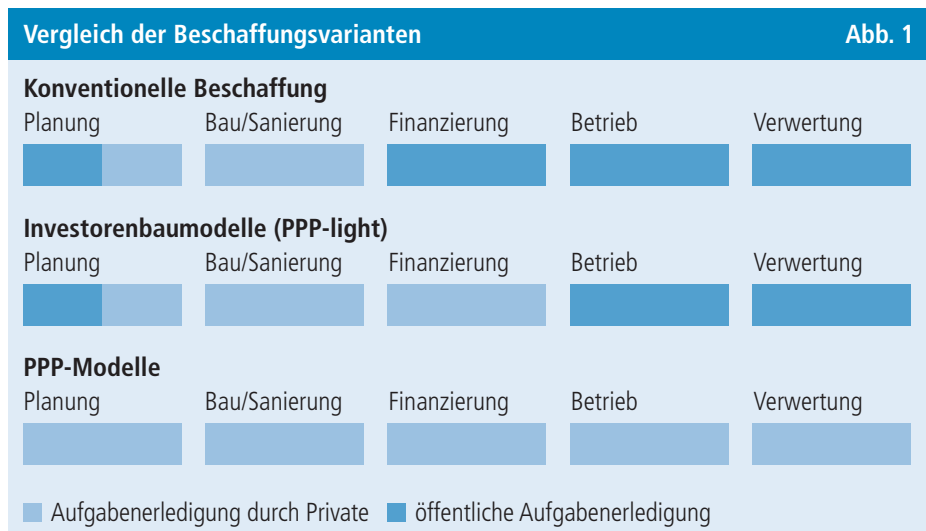 Vergleich der Beschaffungsvarianten Abb. 1
Konventionelle Beschaffung
Planung Bau/Sanierung Finanzierung Betrieb Verwertung
Investorenbaumodelle (PPP-light)
Planung Bau/Sanierung Finanzierung Betrieb Verwertung
PPP-Modelle
Planung Bau/Sanierung Finanzierung Betrieb Verwertung
Aufgabenerledigung durch Private öffentliche Aufgabenerledigung